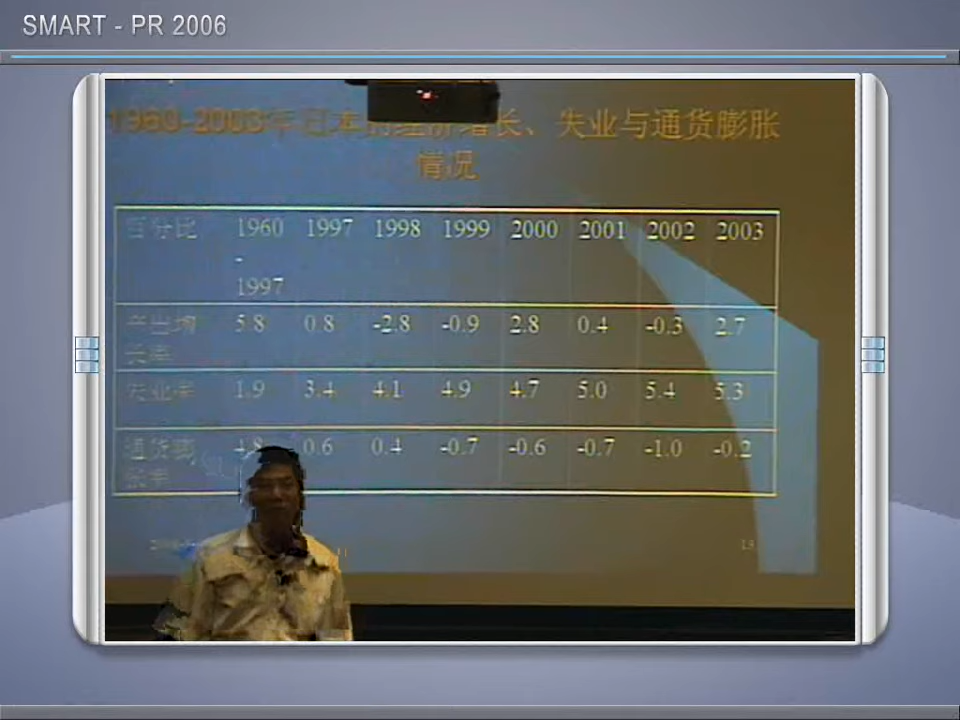 SMART - PR 2006
1960-2003年日本的经济增长、失业与通货膨胀
情况
百分比 1960 1997 1998 1999 2000 2001 2002 2003
-
1997
产出增 5.8 0.8 -2.8 -0.9 2.8 0.4 -0.3 2.7
长率
失业率 1.9 3.4 4.1 4.9 4.7 5.0 5.4 5.3
通货膨 4.8 0.6 0.4 -0.7 -0.6 -0.7 -1.0 -0.2
胀率